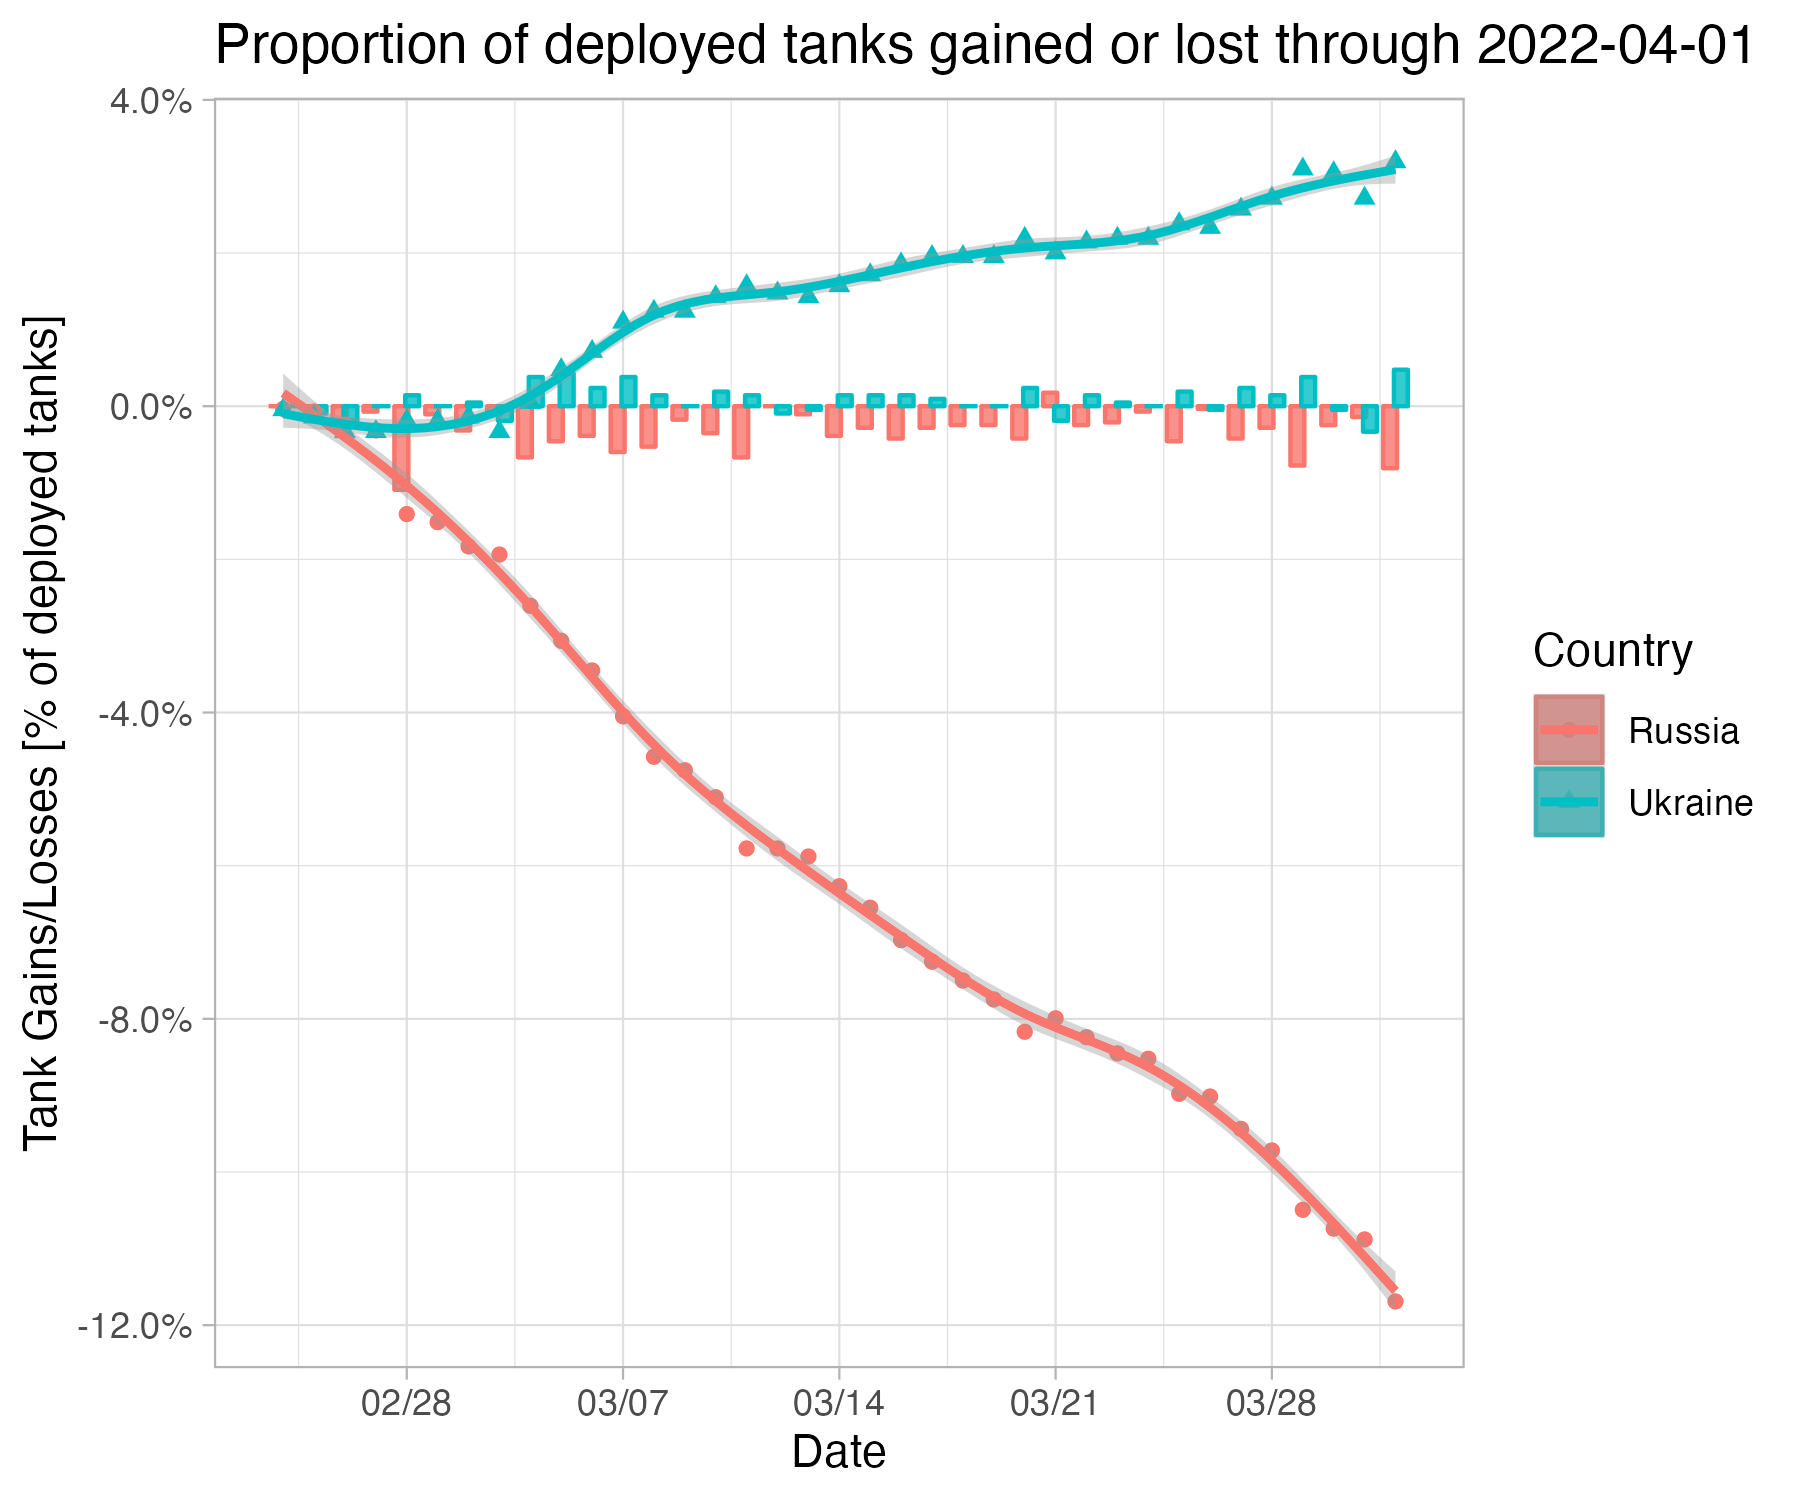 Proportion of deployed tanks gained or lost through 2022-04-01
Tank Gains/Losses [% of deployed tanks]
4.0%
0.0%
-4.0%
-8.0%
-12.0%
02/28 03/07 03/14 03/21 03/28
Date
Country
Russia
Ukraine